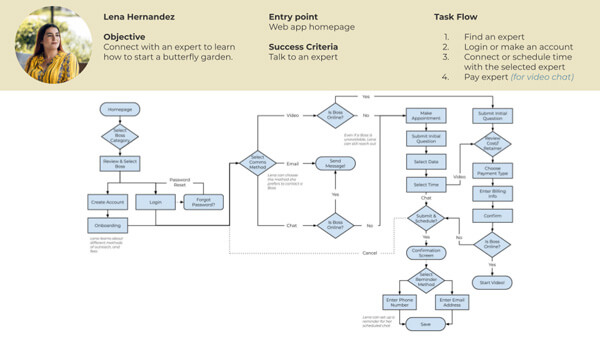 Lena Hernandez
Objective
Connect with an expert to learn
how to start a butterfly garden.
Entry point
Web app homepage
Success Criteria
Talk to an expert
Task Flow
1. Find an expert
2. Login or make an account
3. Connect or schedule time
with the selected expert
4. Pay expert (for video chat)
Homepage
Select
Boss
Category
Review & Select
Boss
Password
Reset
Create Account
Login
Forgot
Password?
Onboarding
Lena learns about
different methods
of contact, and
fees
Select
Comms
Method
Lena can choose
the method she
prefers to contact a
Boss
Video
Email
Chat
Is Boss
Online?
Yes
No
Even if a Boss is
unavailable, Lena
can still reach out
Send
Message!
Yes
Is Boss
Online?
No
Make
Appointment
Submit Initial
Question
Select Date
Select Time
Video
Chat
Submit &
Schedule?
Cancel
Yes
Confirmation
Screen
Select
Reminder
Method
Enter Phone
Number
Enter Email
Address
Lena can set up a
reminder for her
scheduled chat
Save
Submit Initial
Question
Review
Cost/
Retainer
Choose
Payment Type
Enter Billing
Info
Confirm
Is Boss
Online?
No
Yes
Start Video!